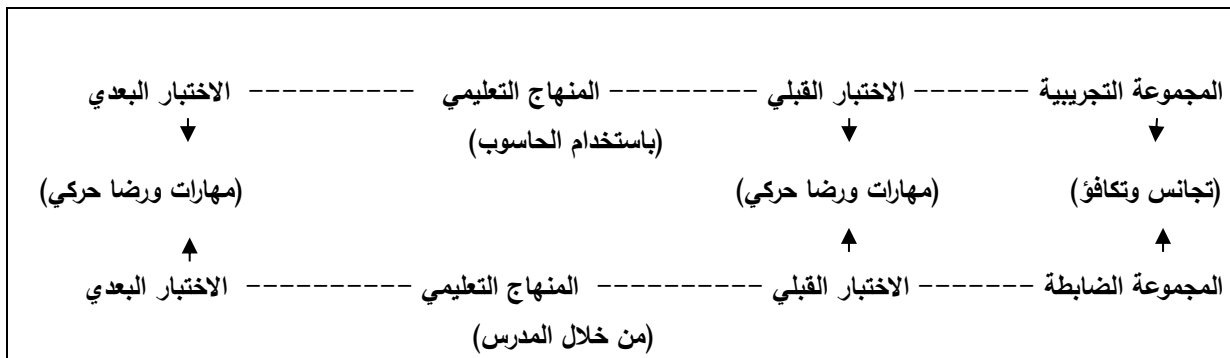 المجموعة التجريبية ------- الاختبار القبلي --------- المنهاج التعليمي ---------- الاختبار البعدي
(باستخدام الحاسوب)
(تجانس وتكافؤ) (مهارات ورضا حركي) (مهارات ورضا حركي)
المجموعة الضابطة ------- الاختبار القبلي ---------- المنهاج التعليمي ---------- الاختبار البعدي
(من خلال المدرس)